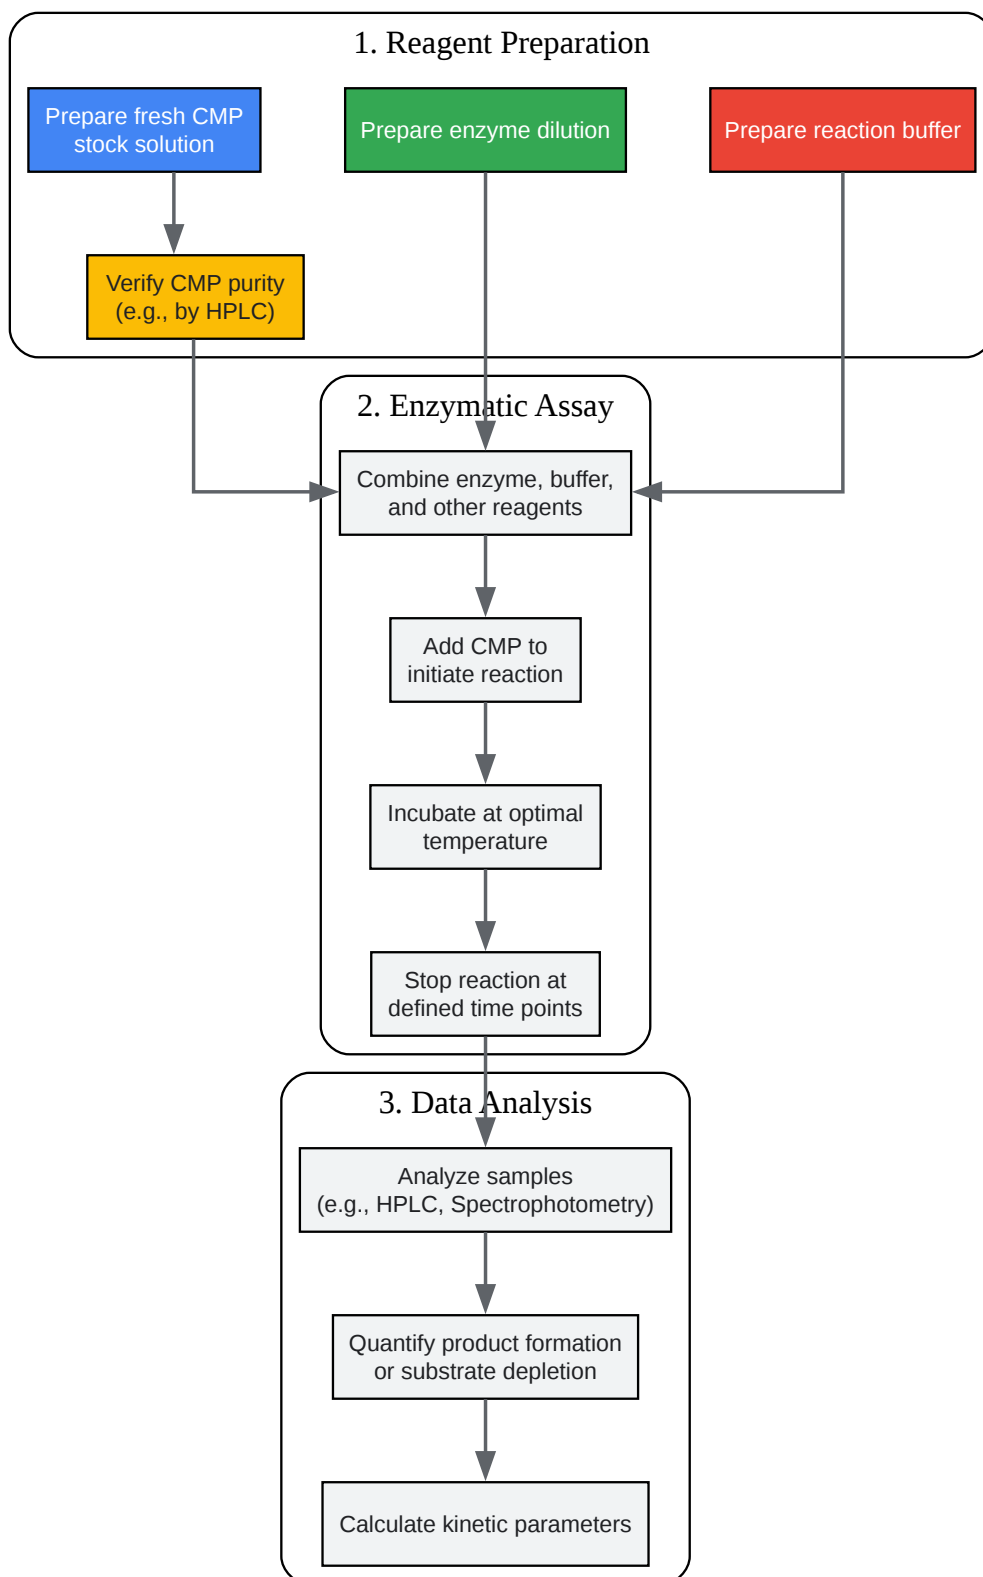 1. Reagent Preparation
Prepare fresh CMP
stock solution
Prepare enzyme dilution
Prepare reaction buffer
Verify CMP purity
(e.g., by HPLC)
2. Enzymatic Assay
Combine enzyme, buffer,
and other reagents
Add CMP to
initiate reaction
Incubate at optimal
temperature
Stop reaction at
defined time points
3. Data Analysis
Analyze samples
(e.g., HPLC, Spectrophotometry)
Quantify product formation
or substrate depletion
Calculate kinetic parameters